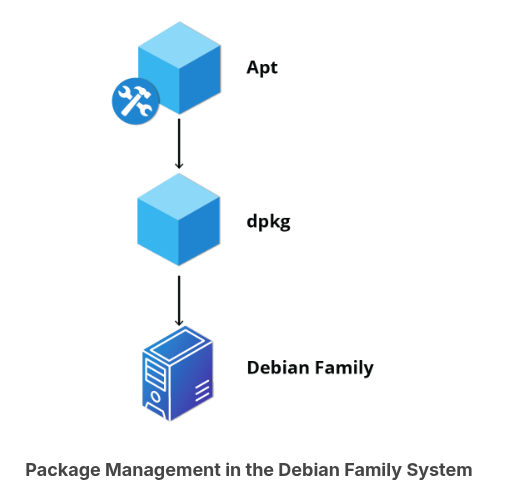 Apt
dpkg
Debian Family
Package Management in the Debian Family System